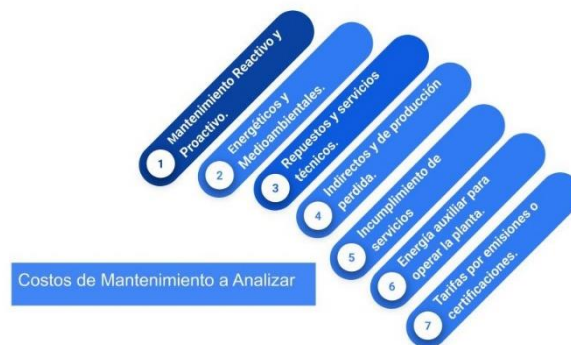 1
Mantenimiento Reactivo y
Proactivo.
2
Energéticos y
Medioambientales.
3
Repuestos y servicios
técnicos.
4
Indirectos y de producción
perdida.
5
Incumplimiento de
servicios
6
Energía auxiliar para
operar la planta.
7
Tarifas por emisiones o
certificaciones.
Costos de Mantenimiento a Analizar